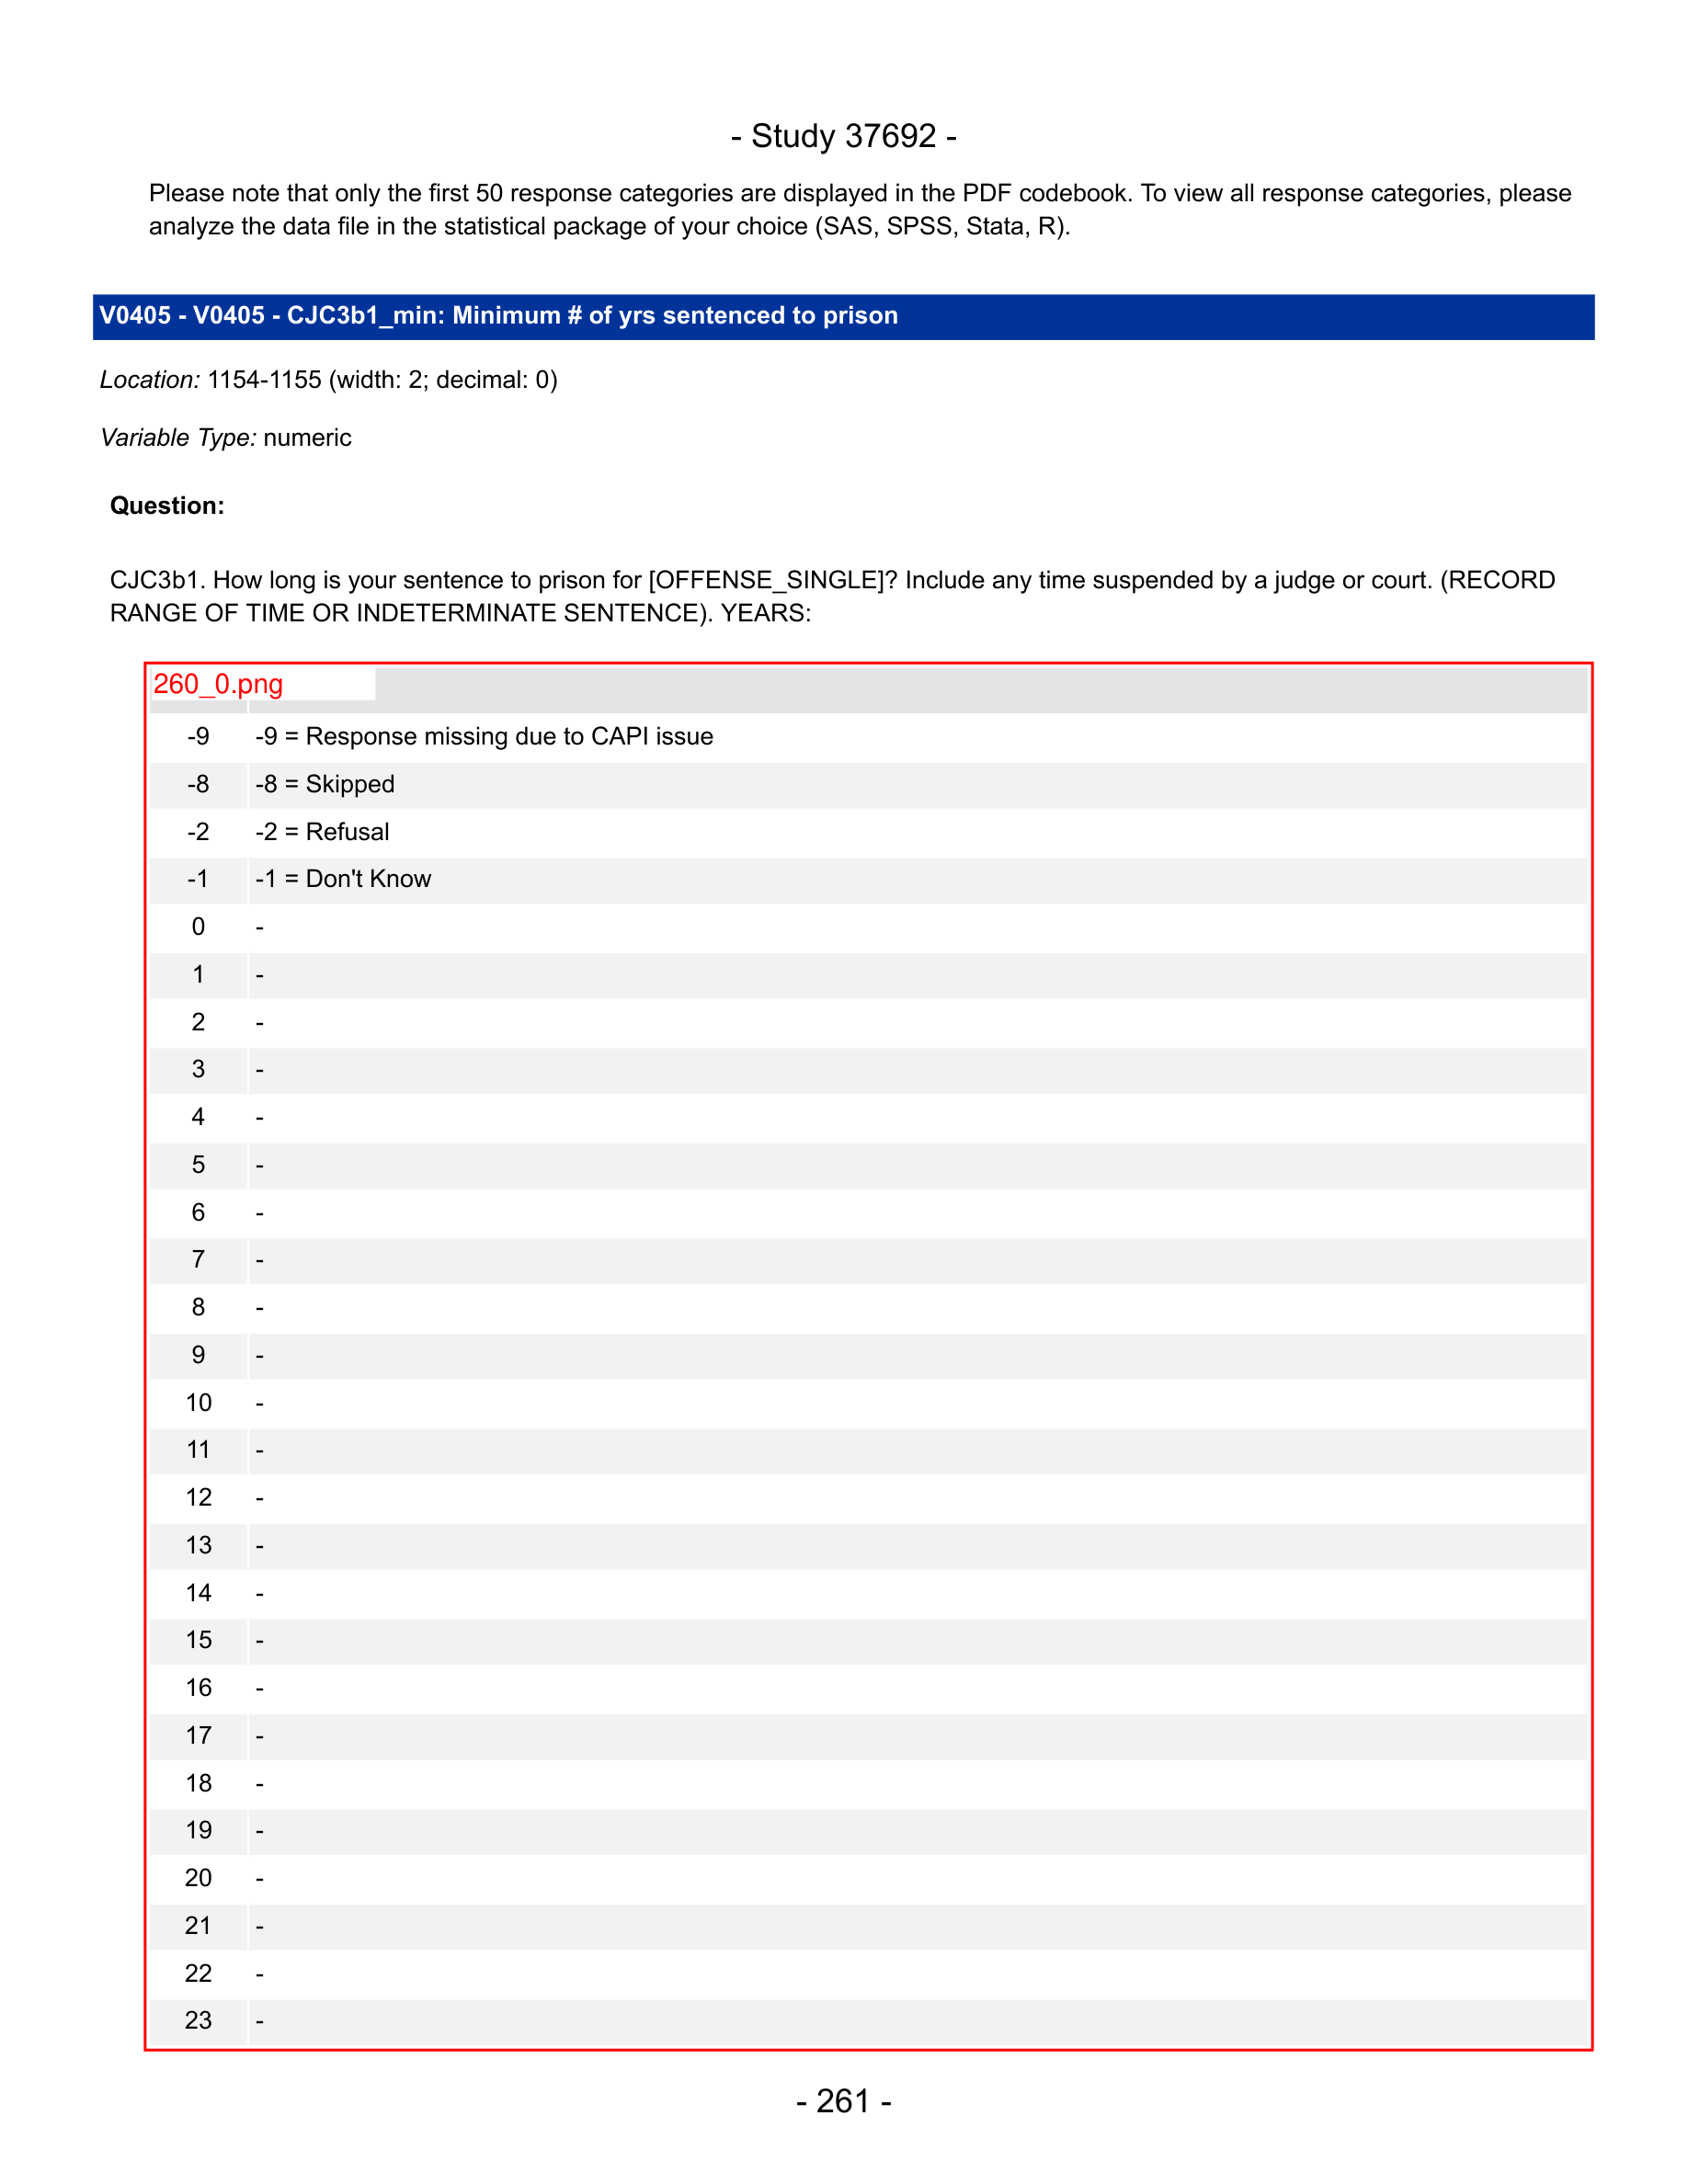 - Study 37692 -
Please note that only the first 50 response categories are displayed in the PDF codebook. To view all response categories, please
analyze the data file in the statistical package of your choice (SAS, SPSS, Stata, R).
V0405 - V0405 - CJC3b1_min: Minimum # of yrs sentenced to prison
Location: 1154-1155 (width: 2; decimal: 0)
Variable Type: numeric
Question:
CJC3b1. How long is your sentence to prison for [OFFENSE_SINGLE]? Include any time suspended by a judge or court. (RECORD
RANGE OF TIME OR INDETERMINATE SENTENCE). YEARS:
260_0.png
-9 -9 = Response missing due to CAPI issue
-8 -8 = Skipped
-2 -2 = Refusal
-1 -1 = Don't Know
0 -
1 -
2 -
3 -
4 -
5 -
6 -
7 -
8 -
9 -
10 -
11 -
12 -
13 -
14 -
15 -
16 -
17 -
18 -
19 -
20 -
21 -
22 -
23 -
- 261 -